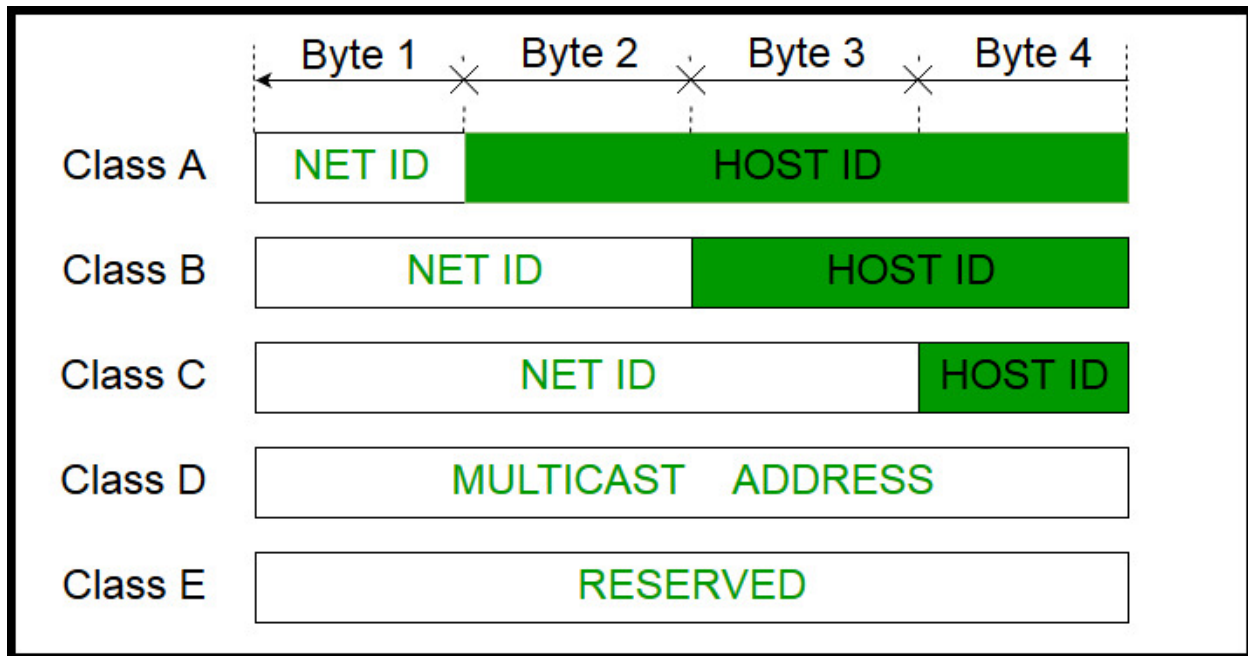 Byte 1 Byte 2 Byte 3 Byte 4
Class A NET ID HOST ID
Class B NET ID HOST ID
Class C NET ID HOST ID
Class D MULTICAST ADDRESS
Class E RESERVED